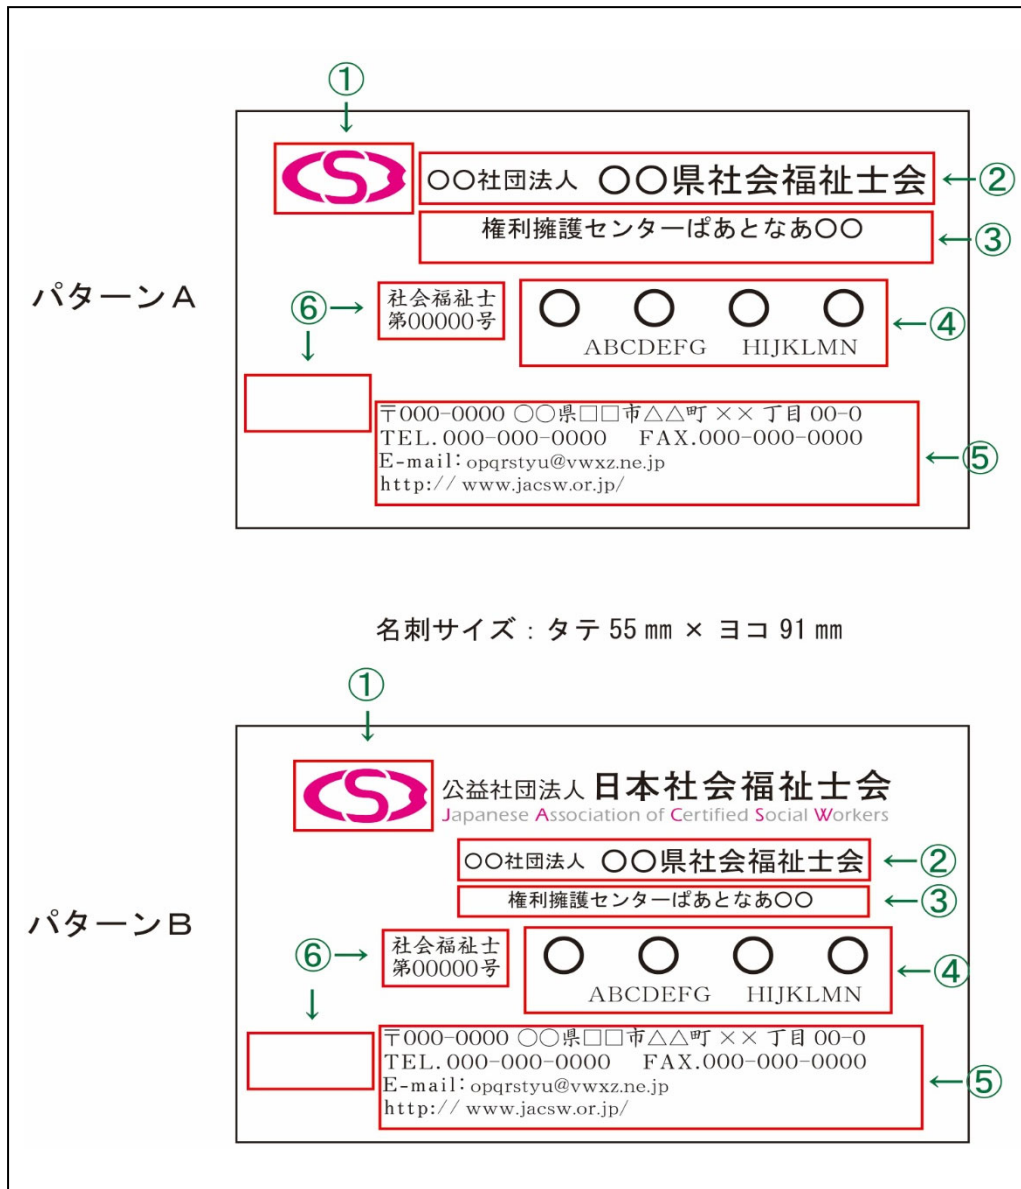 ①
↓
〇〇社団法人 〇〇県社会福祉士会 ←②
権利擁護センターぱあとなあ〇〇 ←③
パターンA
⑥→ 社会福祉士
第00000号
↓
〇 〇 〇 〇 ←④
ABCDEFG HIJKLMN
〒000-0000 〇〇県□□市△△町 ×× 丁目 00-0
TEL.000-000-0000 FAX.000-000-0000
E-mail:opqrstyu@vwxz.ne.jp ←⑤
http:// www.jacsw.or.jp/
名刺サイズ:タテ 55 ㎜ × ヨコ 91 ㎜
①
↓
公益社団法人 日本社会福祉士会
Japanese Association of Certified Social Workers
〇〇社団法人 〇〇県社会福祉士会 ←②
権利擁護センターぱあとなあ〇〇 ←③
パターンB
⑥→ 社会福祉士
第00000号
↓
〇 〇 〇 〇 ←④
ABCDEFG HIJKLMN
〒000-0000 〇〇県□□市△△町 ×× 丁目 00-0
TEL.000-000-0000 FAX.000-000-0000
E-mail:opqrstyu@vwxz.ne.jp ←⑤
http:// www.jacsw.or.jp/